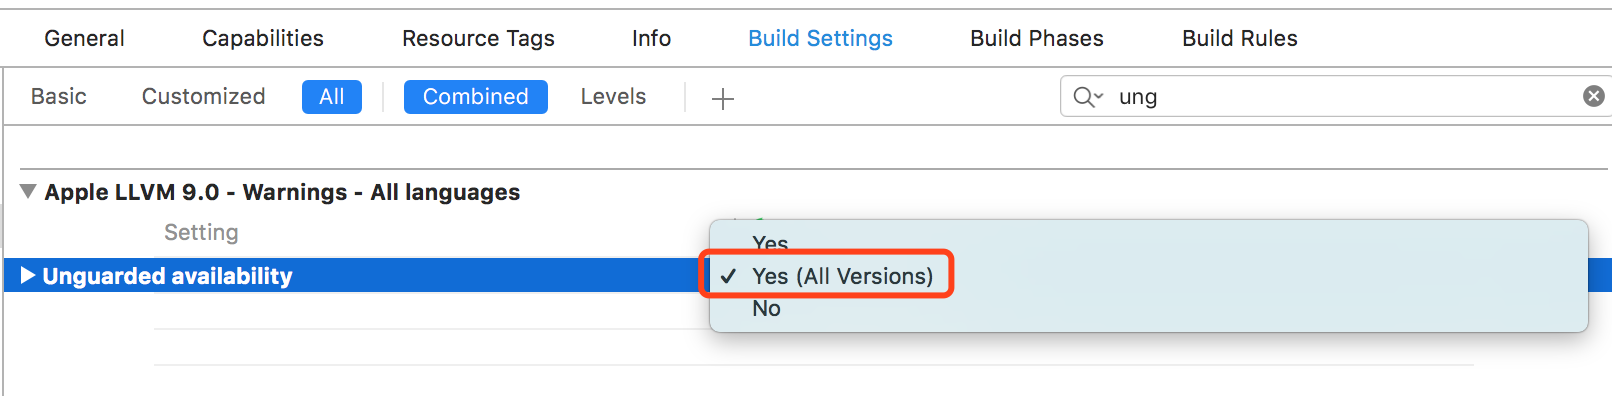 General Capabilities Resource Tags Info Build Settings Build Phases Build Rules
Basic Customized All Combined Levels + ung
Apple LLVM 9.0 - Warnings - All languages
Setting
Yes
Unguarded availability ✓ Yes (All Versions)
No